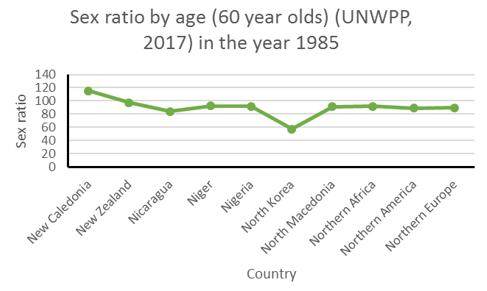 Sex ratio by age (60 year olds) (UNWPP,
2017) in the year 1985
Sex ratio
140
120
100
80
60
40
20
0
New Caledonia
New Zealand
Nicaragua
Niger
Nigeria
North Korea
North Macedonia
Northern Africa
Northern America
Northern Europe
Country